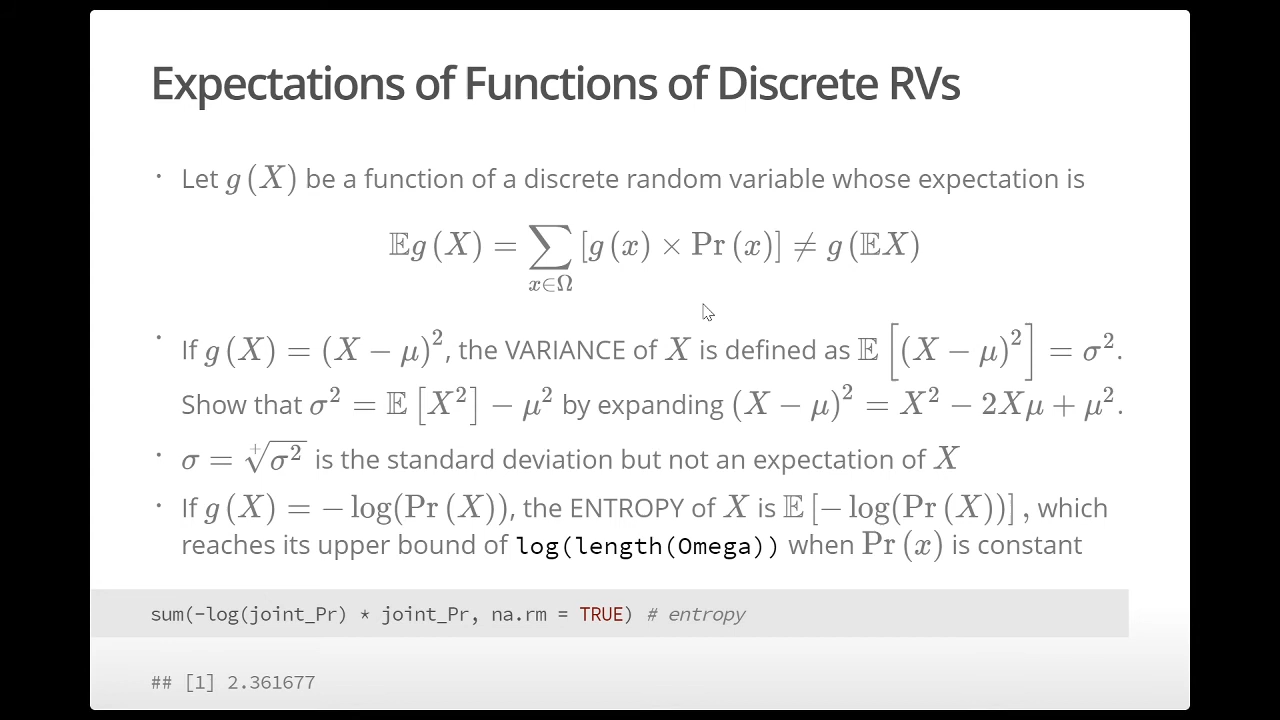 Expectations of Functions of Discrete RVs
· Let g (X) be a function of a discrete random variable whose expectation is
𝔼g (X) = ∑ x∈Ω [g (x) × Pr (x)] ≠ g (𝔼X)
· If g (X) = (X − μ)², the VARIANCE of X is defined as 𝔼 [(X − μ)²] = σ².
Show that σ² = 𝔼 [X²] − μ² by expanding (X − μ)² = X² − 2Xμ + μ².
· σ = ⁺√σ² is the standard deviation but not an expectation of X
· If g (X) = − log(Pr (X)), the ENTROPY of X is 𝔼 [− log(Pr (X))] , which
reaches its upper bound of log(length(Omega)) when Pr (x) is constant
sum(-log(joint_Pr) * joint_Pr, na.rm = TRUE) # entropy
## [1] 2.361677